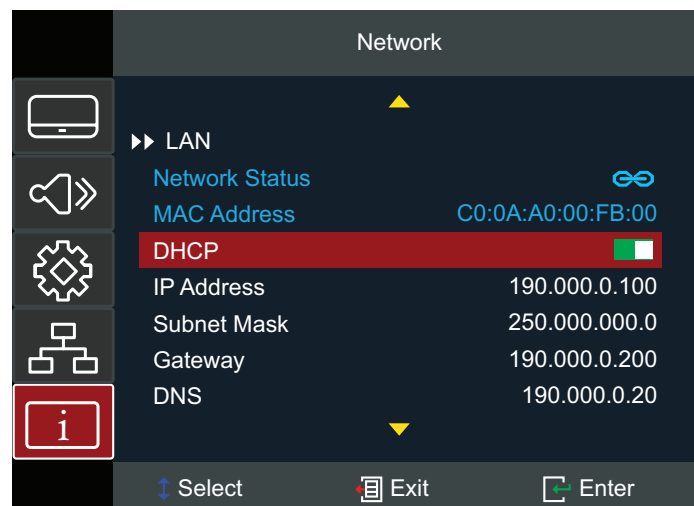 Network
LAN
Network Status
MAC Address C0:0A:A0:00:FB:00
DHCP
IP Address 190.000.0.100
Subnet Mask 250.000.000.0
Gateway 190.000.0.200
DNS 190.000.0.20
i
Select Exit Enter